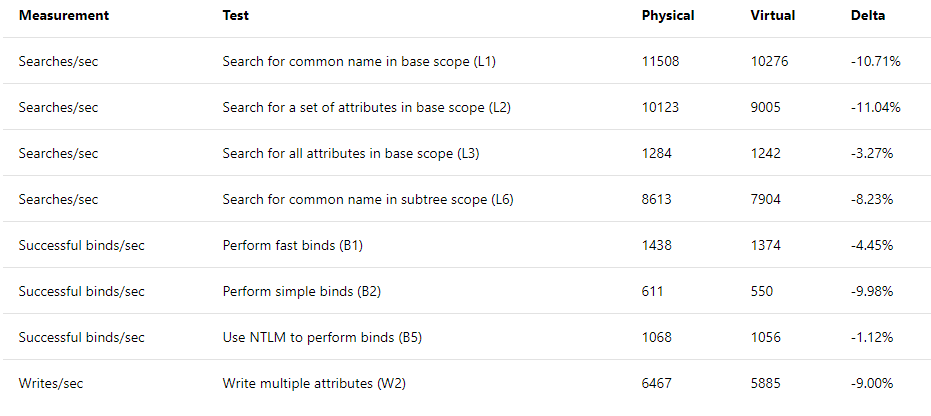 Measurement Test Physical Virtual Delta
Searches/sec Search for common name in base scope (L1) 11508 10276 -10.71%
Searches/sec Search for a set of attributes in base scope (L2) 10123 9005 -11.04%
Searches/sec Search for all attributes in base scope (L3) 1284 1242 -3.27%
Searches/sec Search for common name in subtree scope (L6) 8613 7904 -8.23%
Successful binds/sec Perform fast binds (B1) 1438 1374 -4.45%
Successful binds/sec Perform simple binds (B2) 611 550 -9.98%
Successful binds/sec Use NTLM to perform binds (B5) 1068 1056 -1.12%
Writes/sec Write multiple attributes (W2) 6467 5885 -9.00%